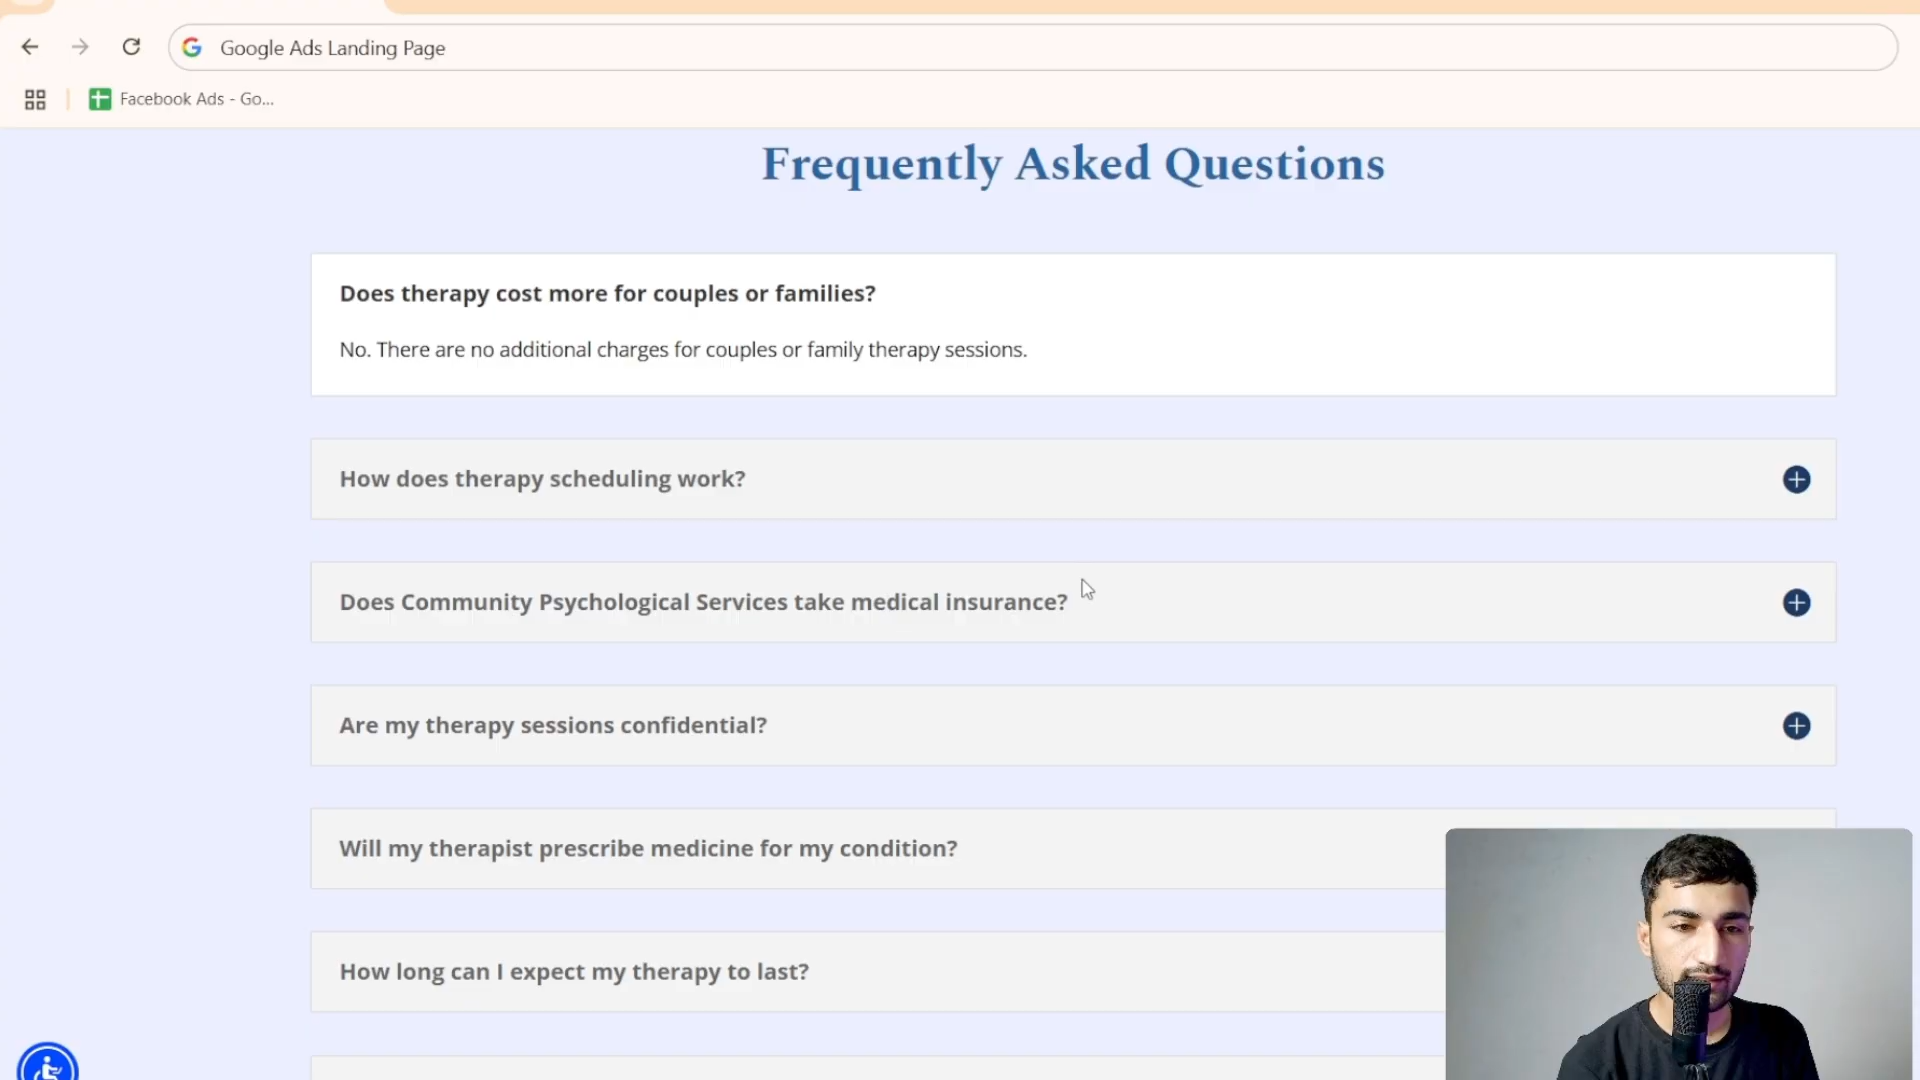 Google Ads Landing Page
Facebook Ads - Go...
Frequently Asked Questions
Does therapy cost more for couples or families?
No. There are no additional charges for couples or family therapy sessions.
How does therapy scheduling work?
Does Community Psychological Services take medical insurance?
Are my therapy sessions confidential?
Will my therapist prescribe medicine for my condition?
How long can I expect my therapy to last?